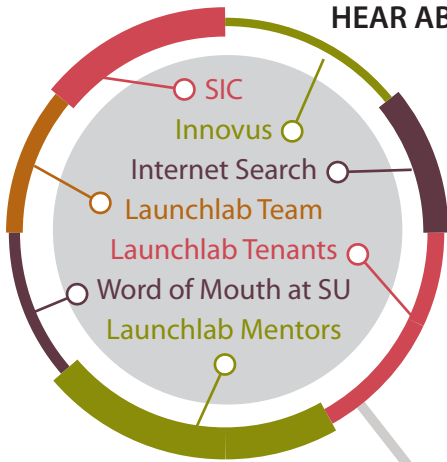 HEAR AB
SIC
Innovus
Internet Search
Launchlab Team
Launchlab Tenants
Word of Mouth at SU
Launchlab Mentors